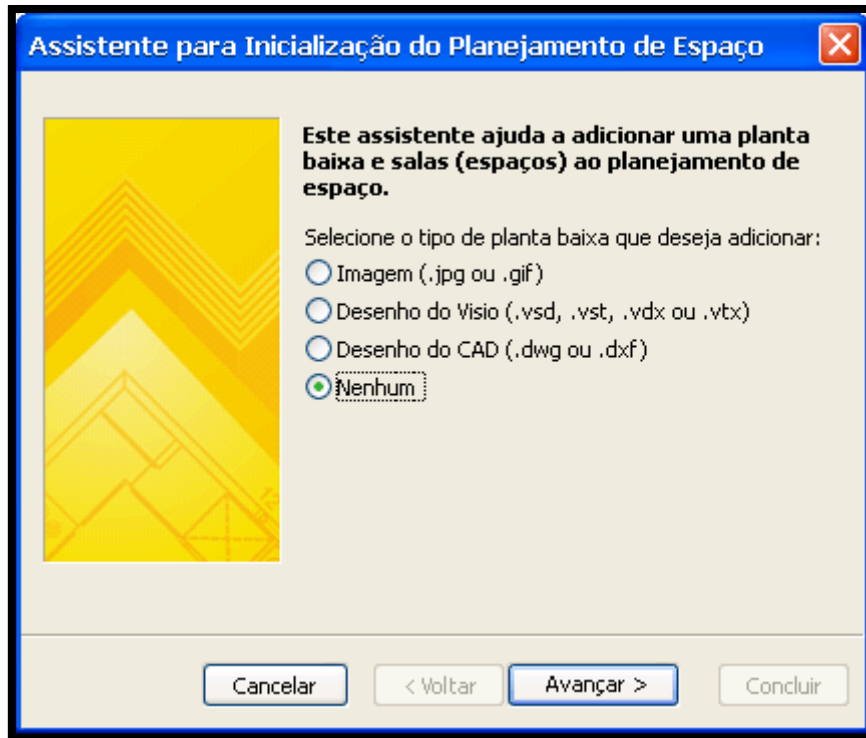 Assistente para Inicialização do Planejamento de Espaço
Este assistente ajuda a adicionar uma planta
baixa e salas (espaços) ao planejamento de
espaço.
Selecione o tipo de planta baixa que deseja adicionar:
Imagem (.jpg ou .gif)
Desenho do Visio (.vsd, .vst, .vdx ou .vtx)
Desenho do CAD (.dwg ou .dxf)
Nenhum
Cancelar < Voltar Avançar > Concluir